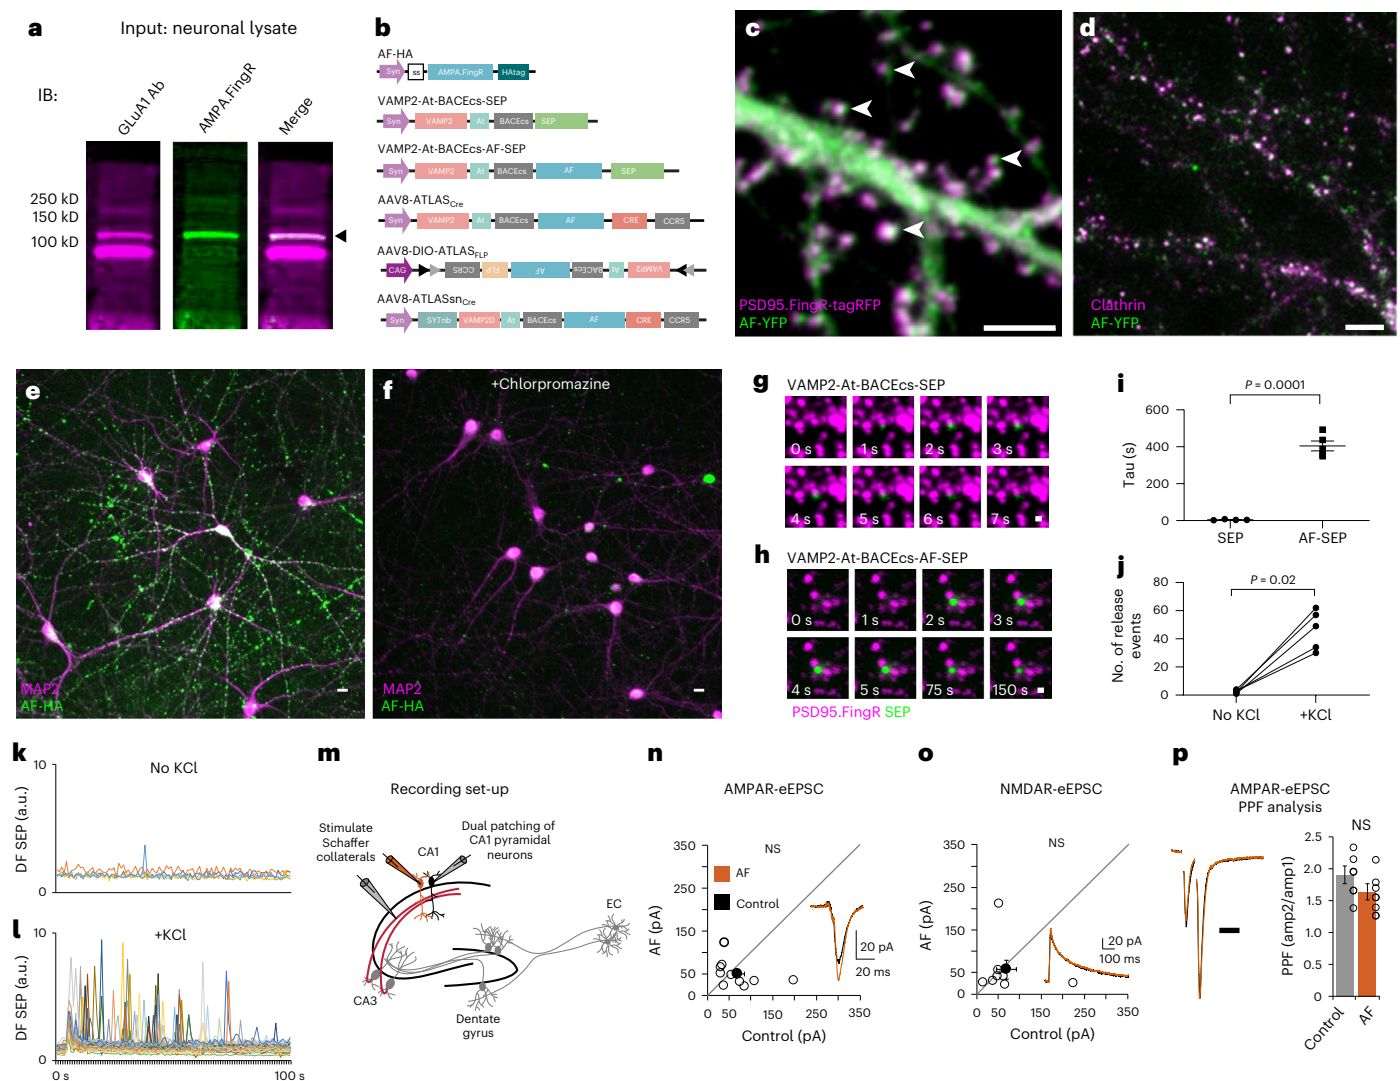 a
Input: neuronal lysate
IB:
GLuA1 Ab
AMPA.FingR
Merge
250 kD
150 kD
100 kD
b
AF-HA
Syn ss AMPA.FingR HAtag
VAMP2-At-BACEcs-SEP
Syn VAMP2 At BACEcs SEP
VAMP2-At-BACEcs-AF-SEP
Syn VAMP2 At BACEcs AF SEP
AAV8-ATLASCre
Syn VAMP2 At BACEcs AF CRE CCR5
AAV8-DIO-ATLASFLP
CAG CCR5 FLP AF BACEcs At VAMP2
AAV8-ATLASsnCre
Syn SYTnb VAMP2D At BACEcs AF CRE CCR5
c
PSD95.FingR-tagRFP
AF-YFP
d
Clathrin
AF-YFP
e
MAP2
AF-HA
f
+Chlorpromazine
MAP2
AF-HA
g
VAMP2-At-BACEcs-SEP
0 s 1 s 2 s 3 s
4 s 5 s 6 s 7 s
h
VAMP2-At-BACEcs-AF-SEP
0 s 1 s 2 s 3 s
4 s 5 s 75 s 150 s
PSD95.FingR SEP
i
P = 0.0001
Tau (s)
600
400
200
0
SEP AF-SEP
j
P = 0.02
No. of release
events
80
60
40
20
0
No KCl +KCl
k
No KCl
DF SEP (a.u.)
10
0
l
+KCl
DF SEP (a.u.)
10
0
0 s 100 s
m
Recording set-up
Stimulate
Schaffer
collaterals
CA1
Dual patching of
CA1 pyramidal
neurons
EC
CA3
Dentate
gyrus
n
AMPAR-eEPSC
NS
AF
Control
AF (pA)
350
250
150
50
0
0 50 150 250 350
Control (pA)
20 pA
20 ms
o
NMDAR-eEPSC
NS
AF (pA)
350
250
150
50
0
0 50 150 250 350
Control (pA)
20 pA
100 ms
p
AMPAR-eEPSC
PPF analysis
NS
PPF (amp2/amp1)
2.5
2.0
1.5
1.0
0.5
0
Control
AF